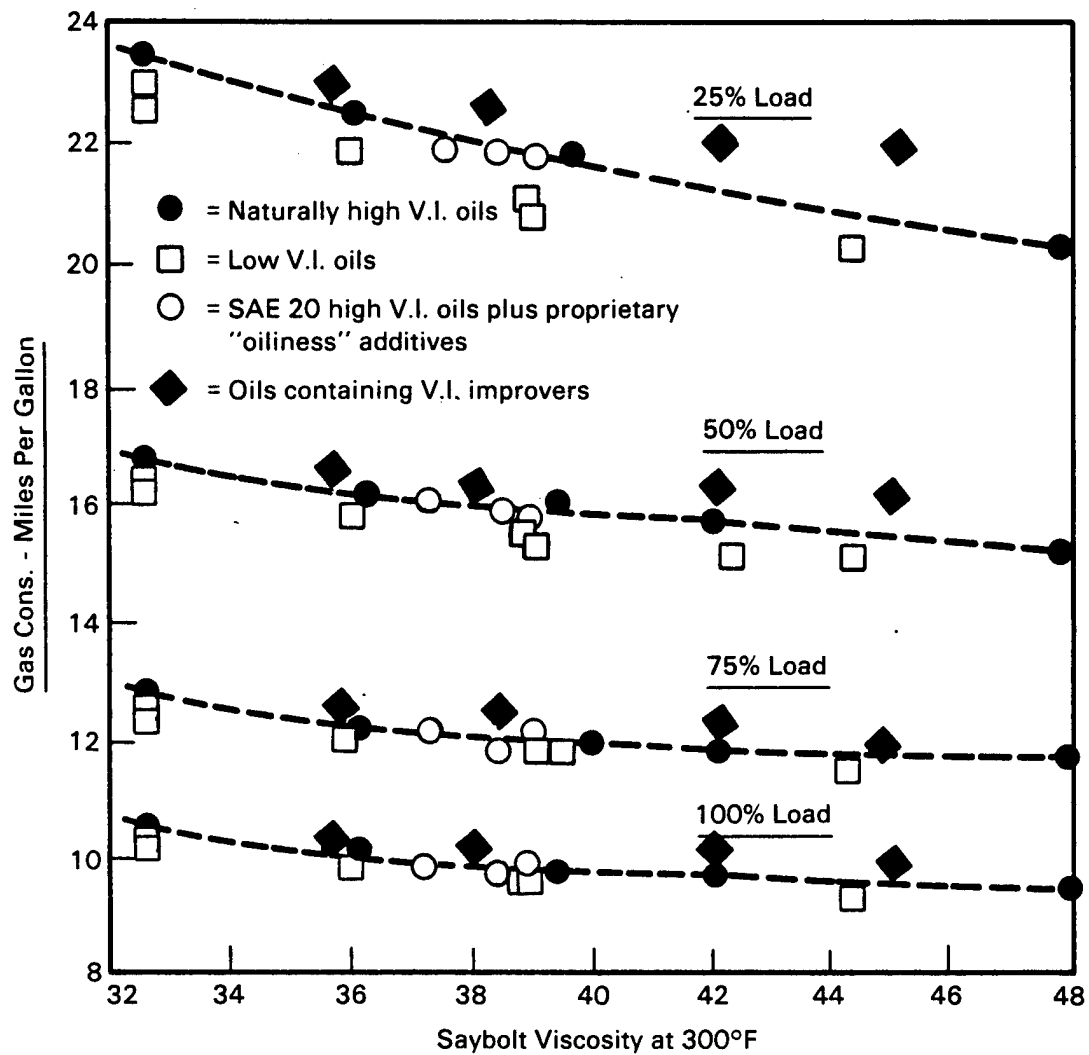 24
22
20
18
16
14
12
10
8
Gas Cons. - Miles Per Gallon
25% Load
= Naturally high V.I. oils
= Low V.I. oils
= SAE 20 high V.I. oils plus proprietary
"oiliness" additives
= Oils containing V.I. improvers
50% Load
75% Load
100% Load
32 34 36 38 40 42 44 46 48
Saybolt Viscosity at 300°F